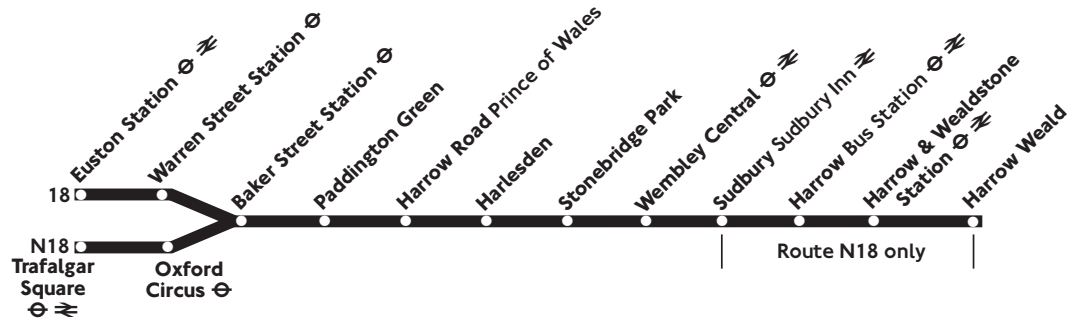 Euston Station
Warren Street Station
Baker Street Station
Paddington Green
Harrow Road Prince of Wales
Harlesden
Stonebridge Park
Wembley Central
Sudbury Sudbury Inn
Harrow Bus Station
Harrow & Wealdstone
Station
Harrow Weald
18
N18
Trafalgar
Square
Oxford
Circus
Route N18 only